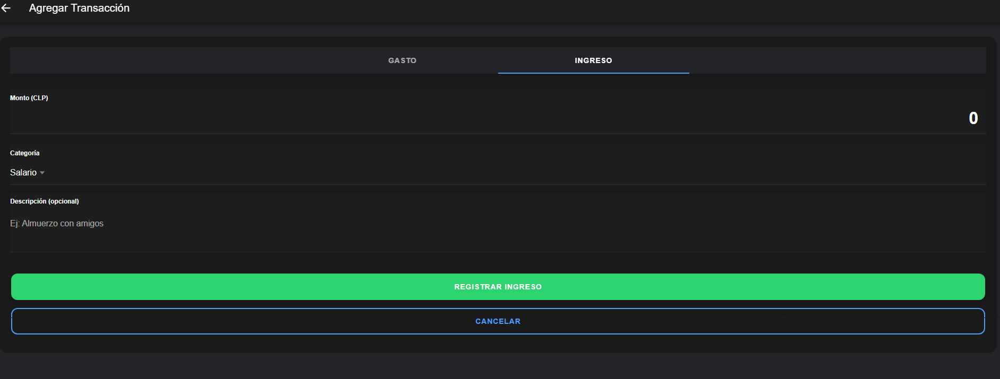 Agregar Transacción
GASTO
INGRESO
Monto (CLP)
0
Categoría
Salario
Descripción (opcional)
Ej: Almuerzo con amigos
REGISTRAR INGRESO
CANCELAR